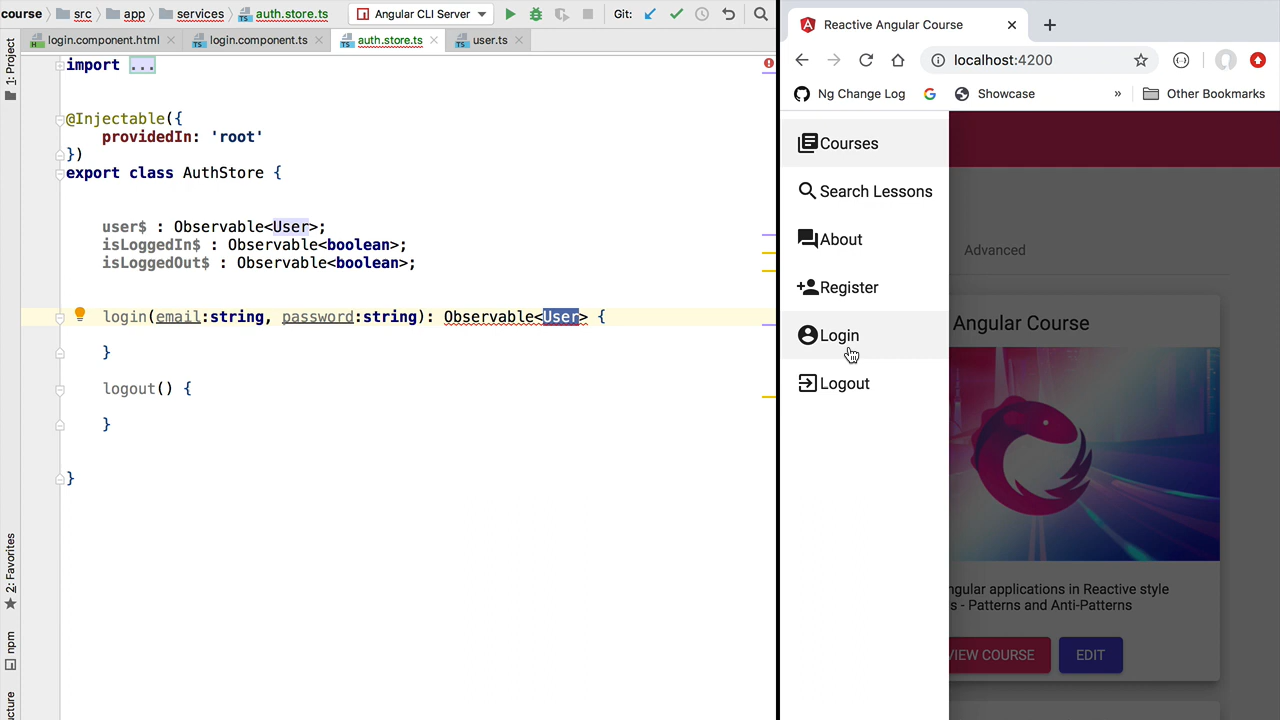 course src app services auth.store.ts Angular CLI Server Git:
login.component.html login.component.ts auth.store.ts user.ts
1: Project
2: Favorites
npm
import ...
@Injectable({
providedIn: 'root'
})
export class AuthStore {
user$ : Observable<User>;
isLoggedIn$ : Observable<boolean>;
isLoggedOut$ : Observable<boolean>;
login(email:string, password:string): Observable<User> {
}
logout() {
}
}
Reactive Angular Course
localhost:4200
Ng Change Log Showcase » Other Bookmarks
Courses
Search Lessons
About
Register
Login
Logout
Advanced
Angular Course
ngular applications in Reactive style
s - Patterns and Anti-Patterns
VIEW COURSE EDIT